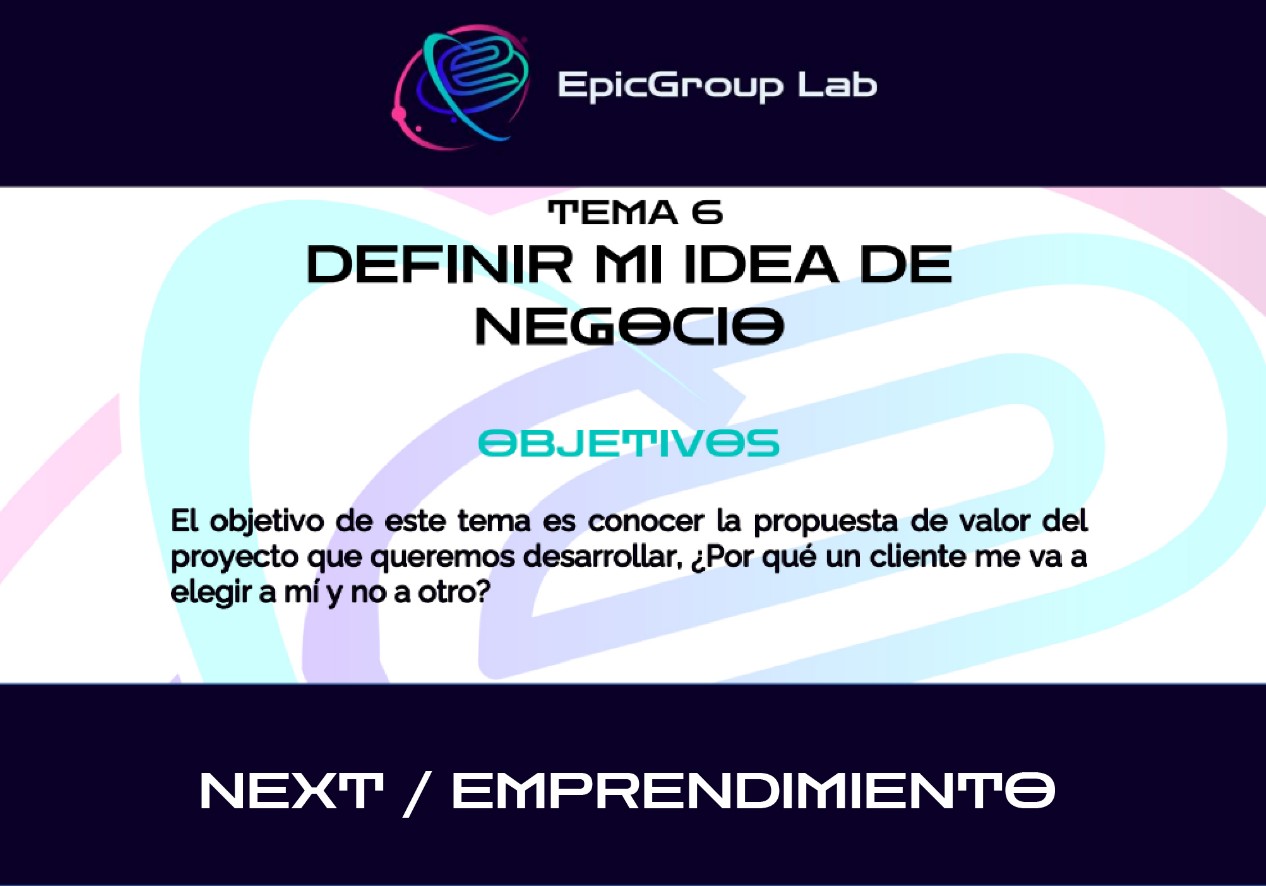 EpicGroup Lab
TEMA 6
DEFINIR MI IDEA DE
NEGOCIO
OBJETIVOS
El objetivo de este tema es conocer la propuesta de valor del
proyecto que queremos desarrollar, ¿Por qué un cliente me va a
elegir a mí y no a otro?
NEXT / EMPRENDIMIENTO